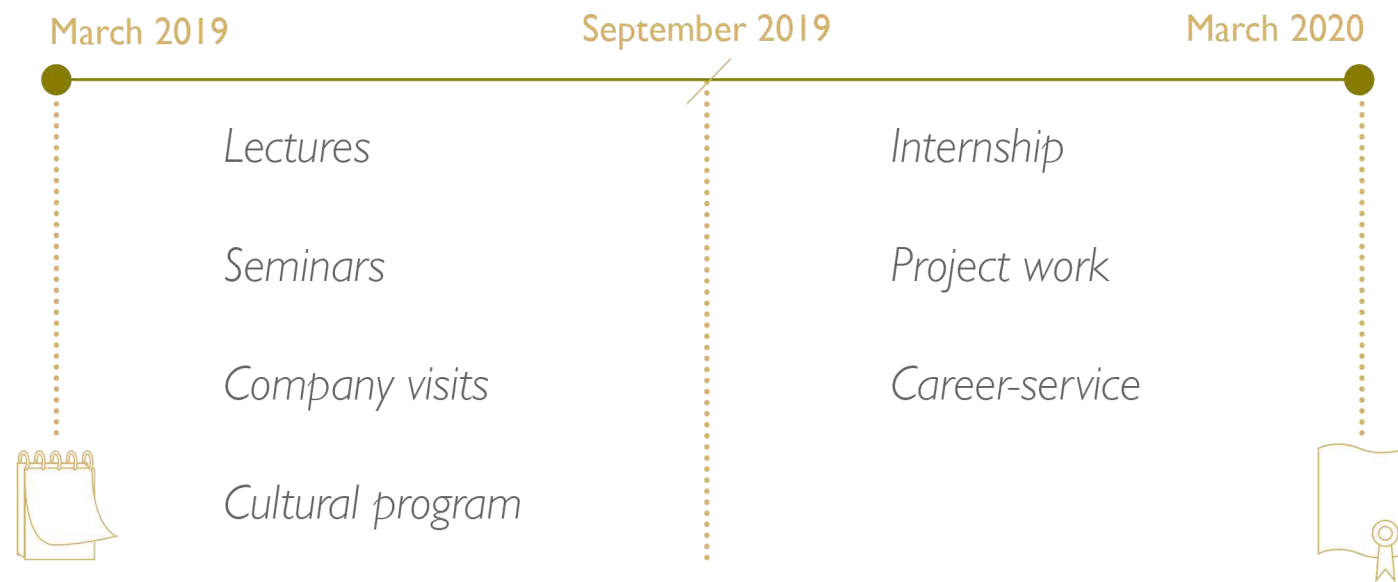 March 2019
September 2019
March 2020
Lectures
Internship
Seminars
Project work
Company visits
Career-service
Cultural program